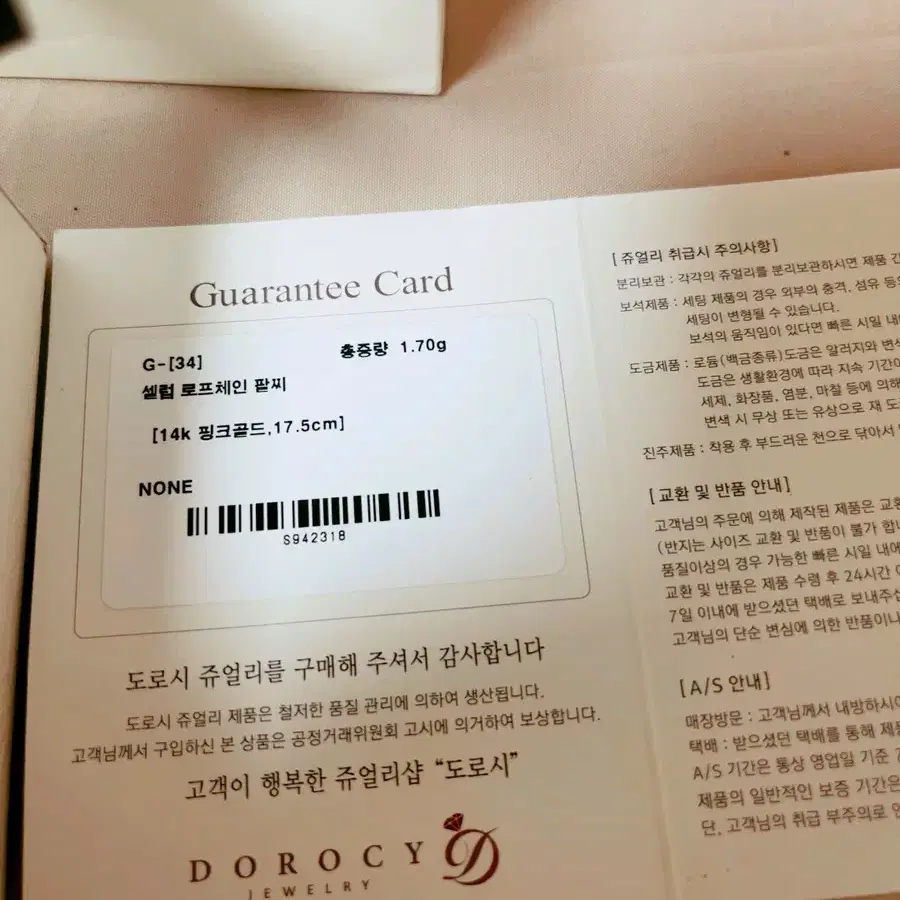 Guarantee Card
G-[34] 총중량 1.70g
셀럽 로프체인 팔찌
[14k 핑크골드,17.5cm]
NONE
S942318
도로시 쥬얼리를 구매해 주셔서 감사합니다
도로시 쥬얼리 제품은 철저한 품질 관리에 의하여 생산됩니다.
고객님께서 구입하신 본 상품은 공정거래위원회 고시에 의거하여 보상합니다.
고객이 행복한 쥬얼리샵 “도로시”
DOROCY
JEWELRY
[ 쥬얼리 취급시 주의사항 ]
분리보관 : 각각의 쥬얼리를 분리보관하시면 제품 간
보석제품 : 세팅 제품의 경우 외부의 충격, 섬유 등
세팅이 변형될 수 있습니다.
보석의 움직임이 있다면 빠른 시일 내
도금제품 : 로듐(백금종류)도금은 알러지와 변색
도금은 생활환경에 따라 지속 기간이
세제, 화장품, 염분, 마찰 등에 의해
변색 시 무상 또는 유상으로 재 도
진주제품 : 착용 후 부드러운 천으로 닦아서
[ 교환 및 반품 안내 ]
고객님의 주문에 의해 제작된 제품은 교환
(반지는 사이즈 교환 및 반품이 불가 합니
품질이상의 경우 가능한 빠른 시일 내에
교환 및 반품은 제품 수령 후 24시간
7일 이내에 받으셨던 택배로 보내주십
고객님의 단순 변심에 의한 반품이나
[ A/S 안내 ]
매장방문 : 고객님께서 내방하시어
택배 : 받으셨던 택배를 통해 제품
A/S 기간은 통상 영업일 기준
제품의 일반적인 보증 기간은
단, 고객님의 취급 부주의로